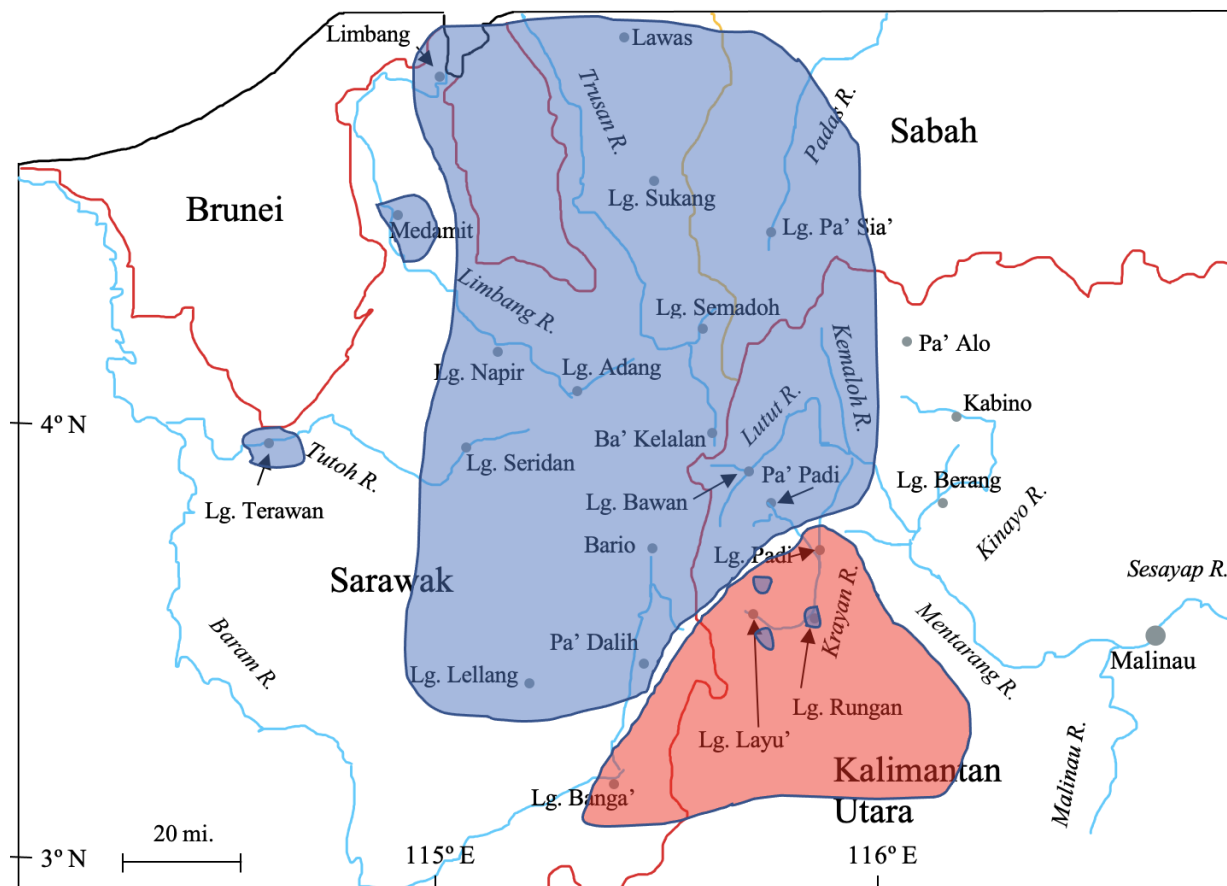 Limbang
Lawas
Trusan R.
Padas R.
Sabah
Brunei
Lg. Sukang
Medamit
Lg. Pa’ Sia’
Limbang R.
Lg. Semadoh
Kemaloh R.
Pa’ Alo
Lg. Napir
Lg. Adang
Lutut R.
Kabino
4º N
Ba’ Kelalan
Tutoh R.
Lg. Seridan
Pa’ Padi
Lg. Berang
Lg. Terawan
Lg. Bawan
Kinayo R.
Bario
Lg. Padi
Sarawak
Sesayap R.
Baram R.
Krayan R.
Mentarang R.
Pa’ Dalih
Malinau
Lg. Lellang
Lg. Rungan
Lg. Layu’
Malinau R.
Kalimantan
Utara
Lg. Banga’
20 mi.
3º N
115º E
116º E